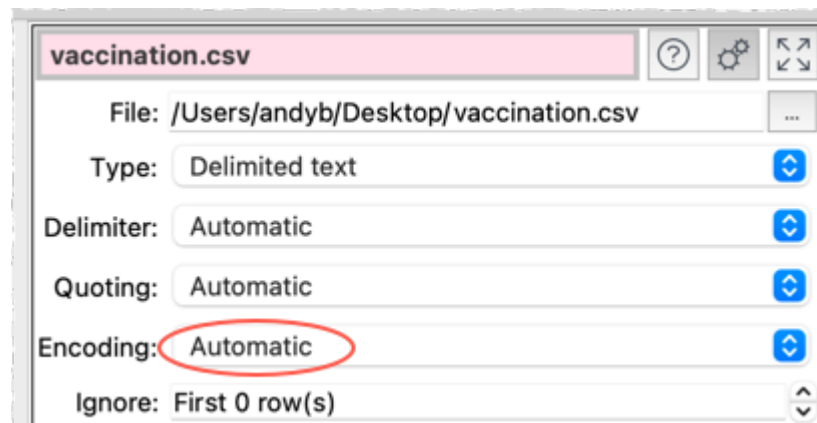 vaccination.csv
File: /Users/andyb/Desktop/vaccination.csv ...
Type: Delimited text
Delimiter: Automatic
Quoting: Automatic
Encoding: Automatic
Ignore: First 0 row(s)